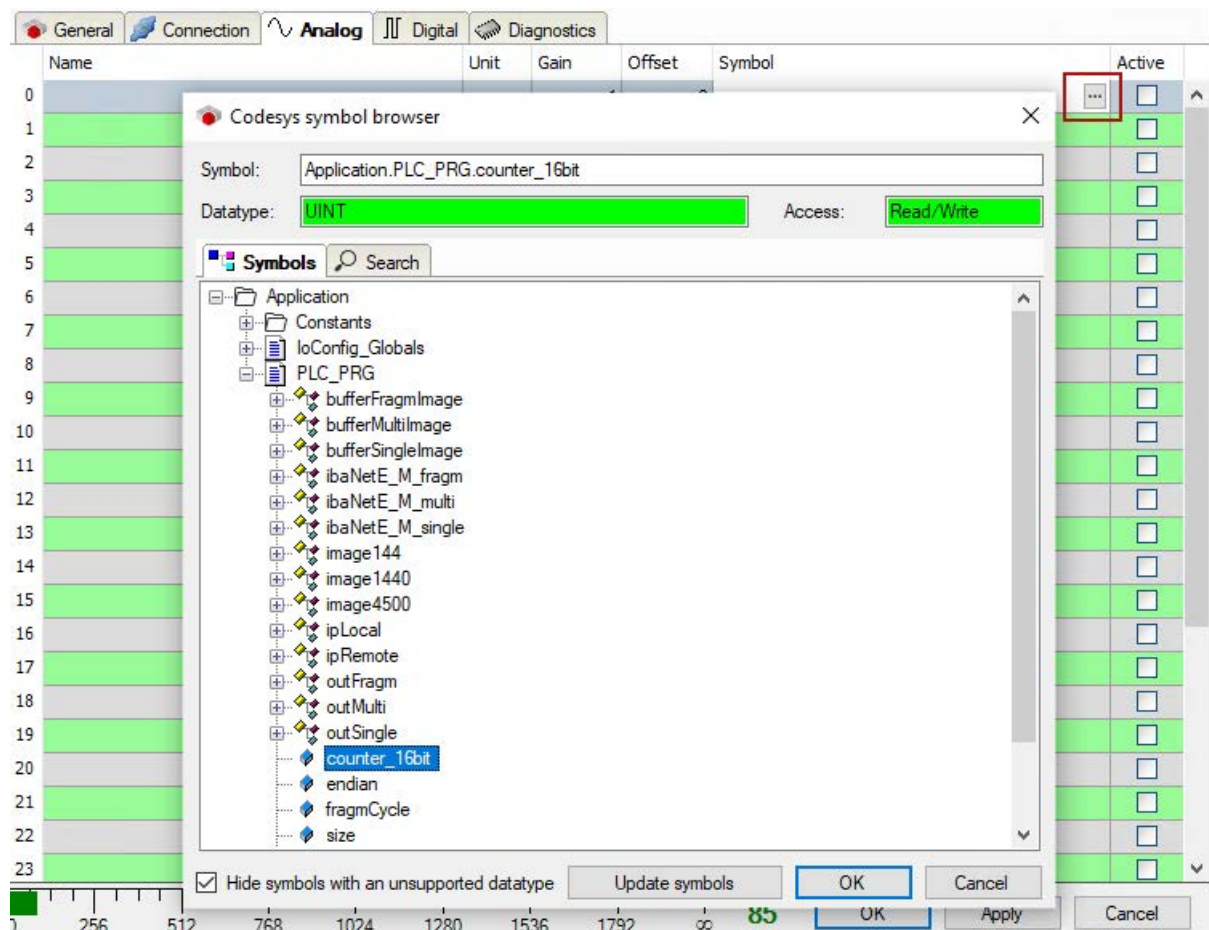 General Connection Analog Digital Diagnostics
Name Unit Gain Offset Symbol Active
0
...
1
2
3
4
5
6
7
8
9
10
11
12
13
14
15
16
17
18
19
20
21
22
23
Codesys symbol browser
Symbol: Application.PLC_PRG.counter_16bit
Datatype: UINT Access: Read/Write
Symbols Search
Application
Constants
IoConfig_Globals
PLC_PRG
bufferFragmImage
bufferMultiImage
bufferSingleImage
ibaNetE_M_fragm
ibaNetE_M_multi
ibaNetE_M_single
image144
image1440
image4500
ipLocal
ipRemote
outFragm
outMulti
outSingle
counter_16bit
endian
fragmCycle
size
Hide symbols with an unsupported datatype Update symbols OK Cancel
256 512 768 1024 1280 1536 1792 ∞ 85 OK Apply Cancel